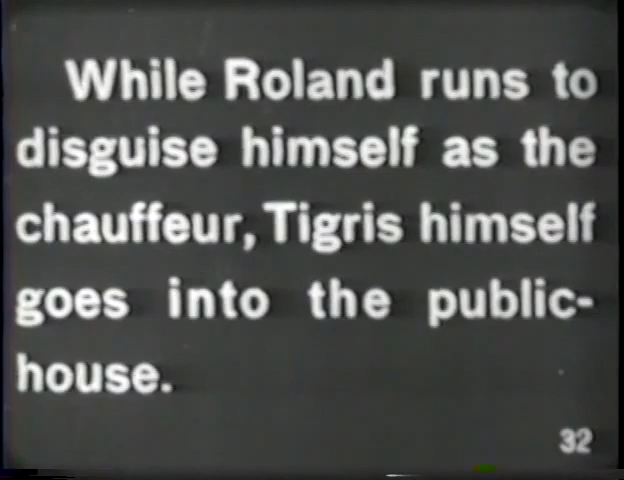 While Roland runs to
disguise himself as the
chauffeur, Tigris himself
goes into the public-
house.
32